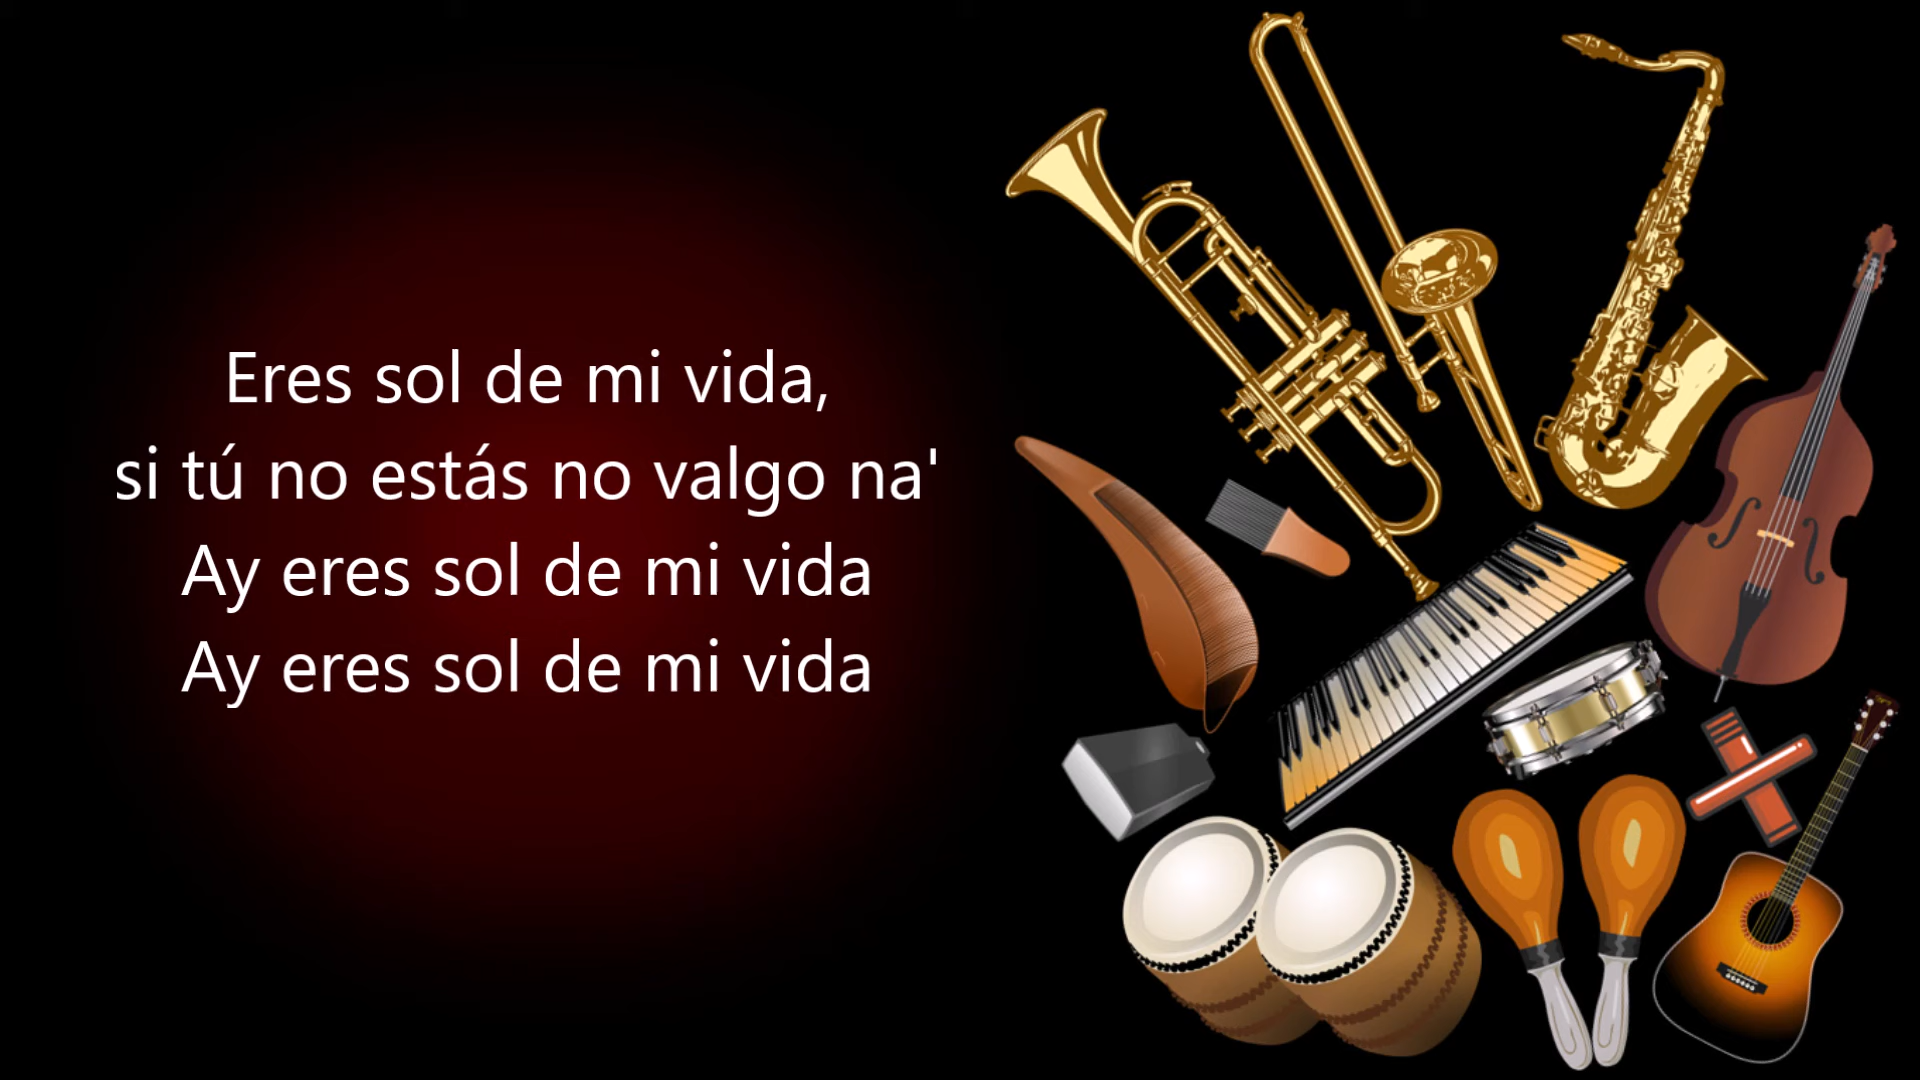 Eres sol de mi vida,
si tú no estás no valgo na'
Ay eres sol de mi vida
Ay eres sol de mi vida